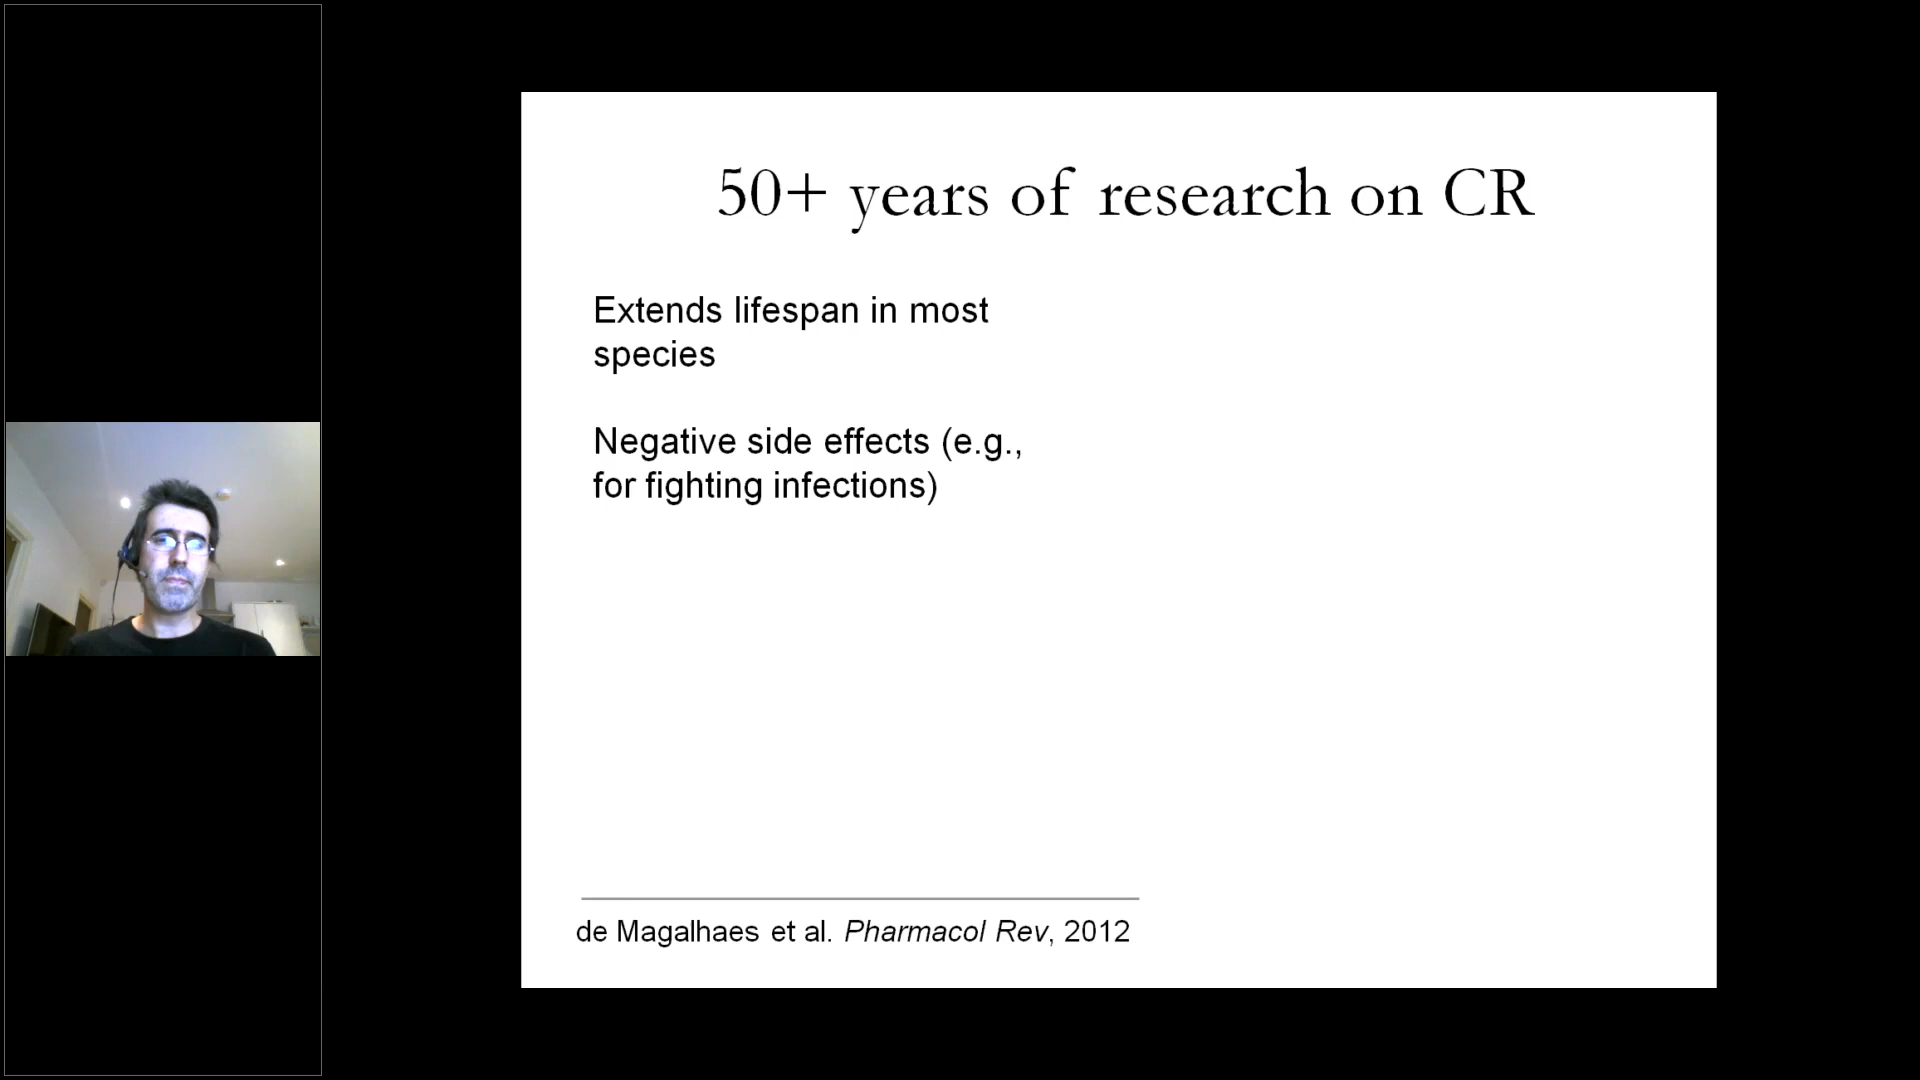 50+ years of research on CR
Extends lifespan in most
species
Negative side effects (e.g.,
for fighting infections)
de Magalhaes et al. Pharmacol Rev, 2012